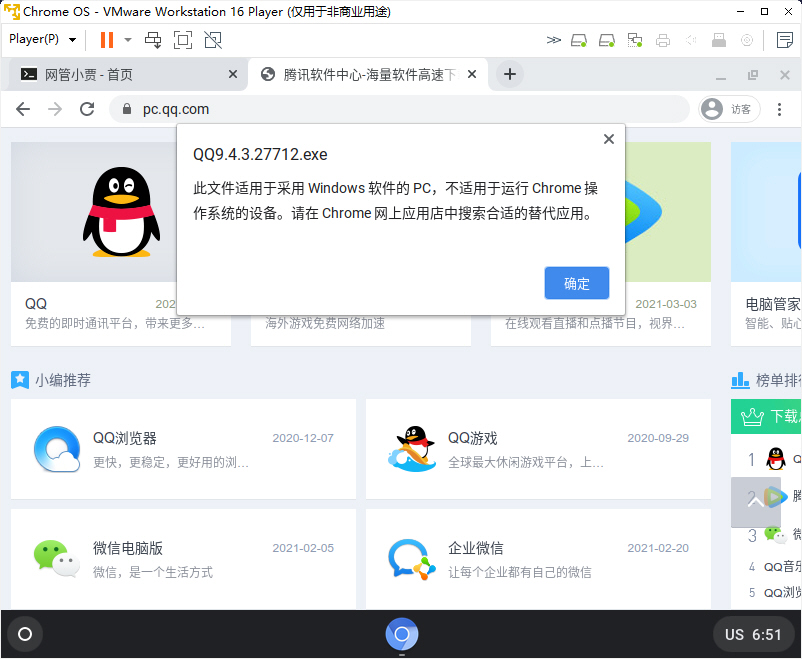 Chrome OS - VMware Workstation 16 Player (仅用于非商业用途)
Player(P)
网管小贾 - 首页
腾讯软件中心-海量软件高速下
pc.qq.com
访客
QQ9.4.3.27712.exe
此文件适用于采用 Windows 软件的 PC，不适用于运行 Chrome 操
作系统的设备。请在 Chrome 网上应用店中搜索合适的替代应用。
确定
QQ
202
免费的即时通讯平台，带来更多...
海外游戏免费网络加速
2021-03-03
在线观看直播和点播节目，视界...
电脑管家
智能、贴心
小编推荐
榜单排行
QQ浏览器
2020-12-07
更快，更稳定，更好用的浏...
QQ游戏
2020-09-29
全球最大休闲游戏平台，上...
微信电脑版
2021-02-05
微信，是一个生活方式
企业微信
2021-02-20
让每个企业都有自己的微信
下载
1
2
3
4 QQ音乐
5 QQ浏览
US 6:51